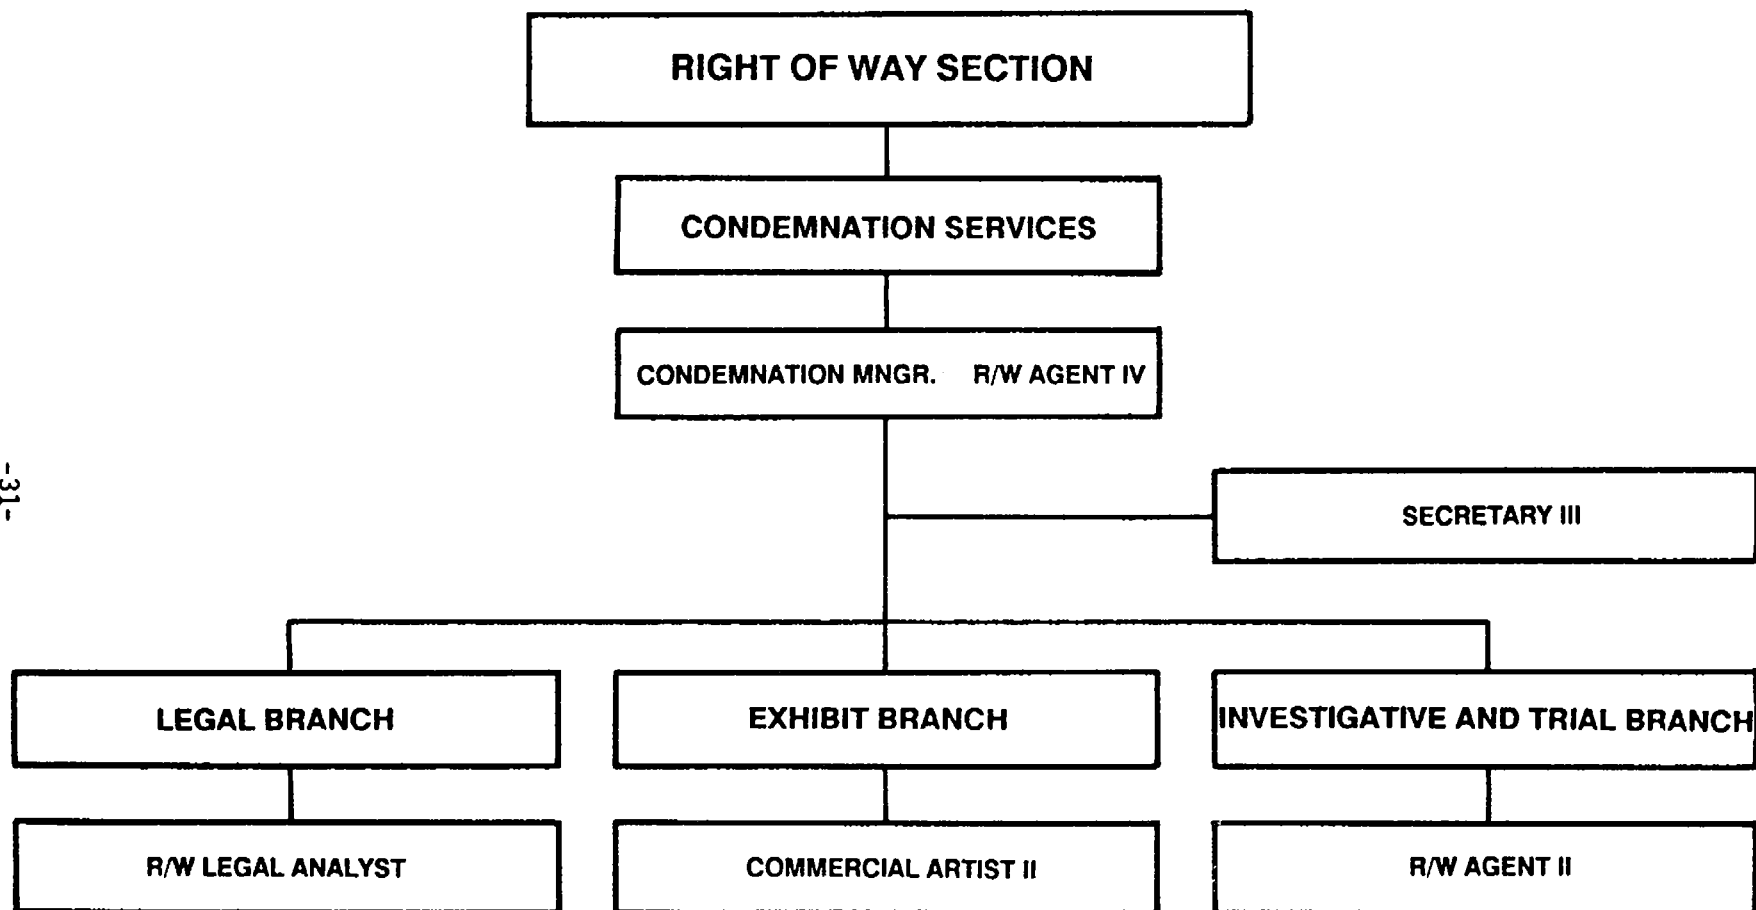 RIGHT OF WAY SECTION
CONDEMNATION SERVICES
CONDEMNATION MNGR. R/W AGENT IV
-31-
SECRETARY III
LEGAL BRANCH
EXHIBIT BRANCH
INVESTIGATIVE AND TRIAL BRANCH
R/W LEGAL ANALYST
COMMERCIAL ARTIST II
R/W AGENT II